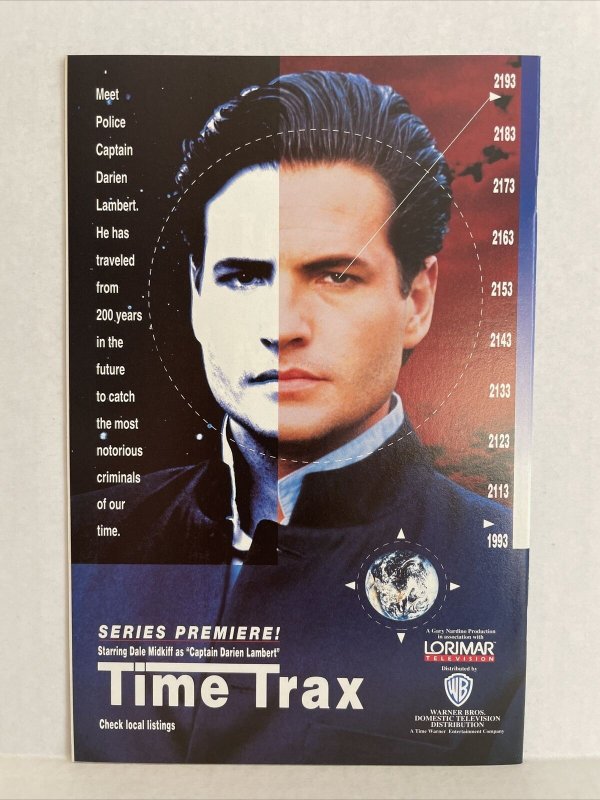 Meet
Police
Captain
Darien
Lambert.
He has
traveled
from
200 years
in the
future
to catch
the most
notorious
criminals
of our
time.
2193
2183
2173
2163
2153
2143
2133
2123
2113
1993
SERIES PREMIERE!
Starring Dale Midkiff as "Captain Darien Lambert"
Time Trax
Check local listings
A Gary Nardino Production
in association with
LORIMAR
TELEVISION
Distributed by
WB
WARNER BROS.
DOMESTIC TELEVISION
DISTRIBUTION
A Time Warner Entertainment Company